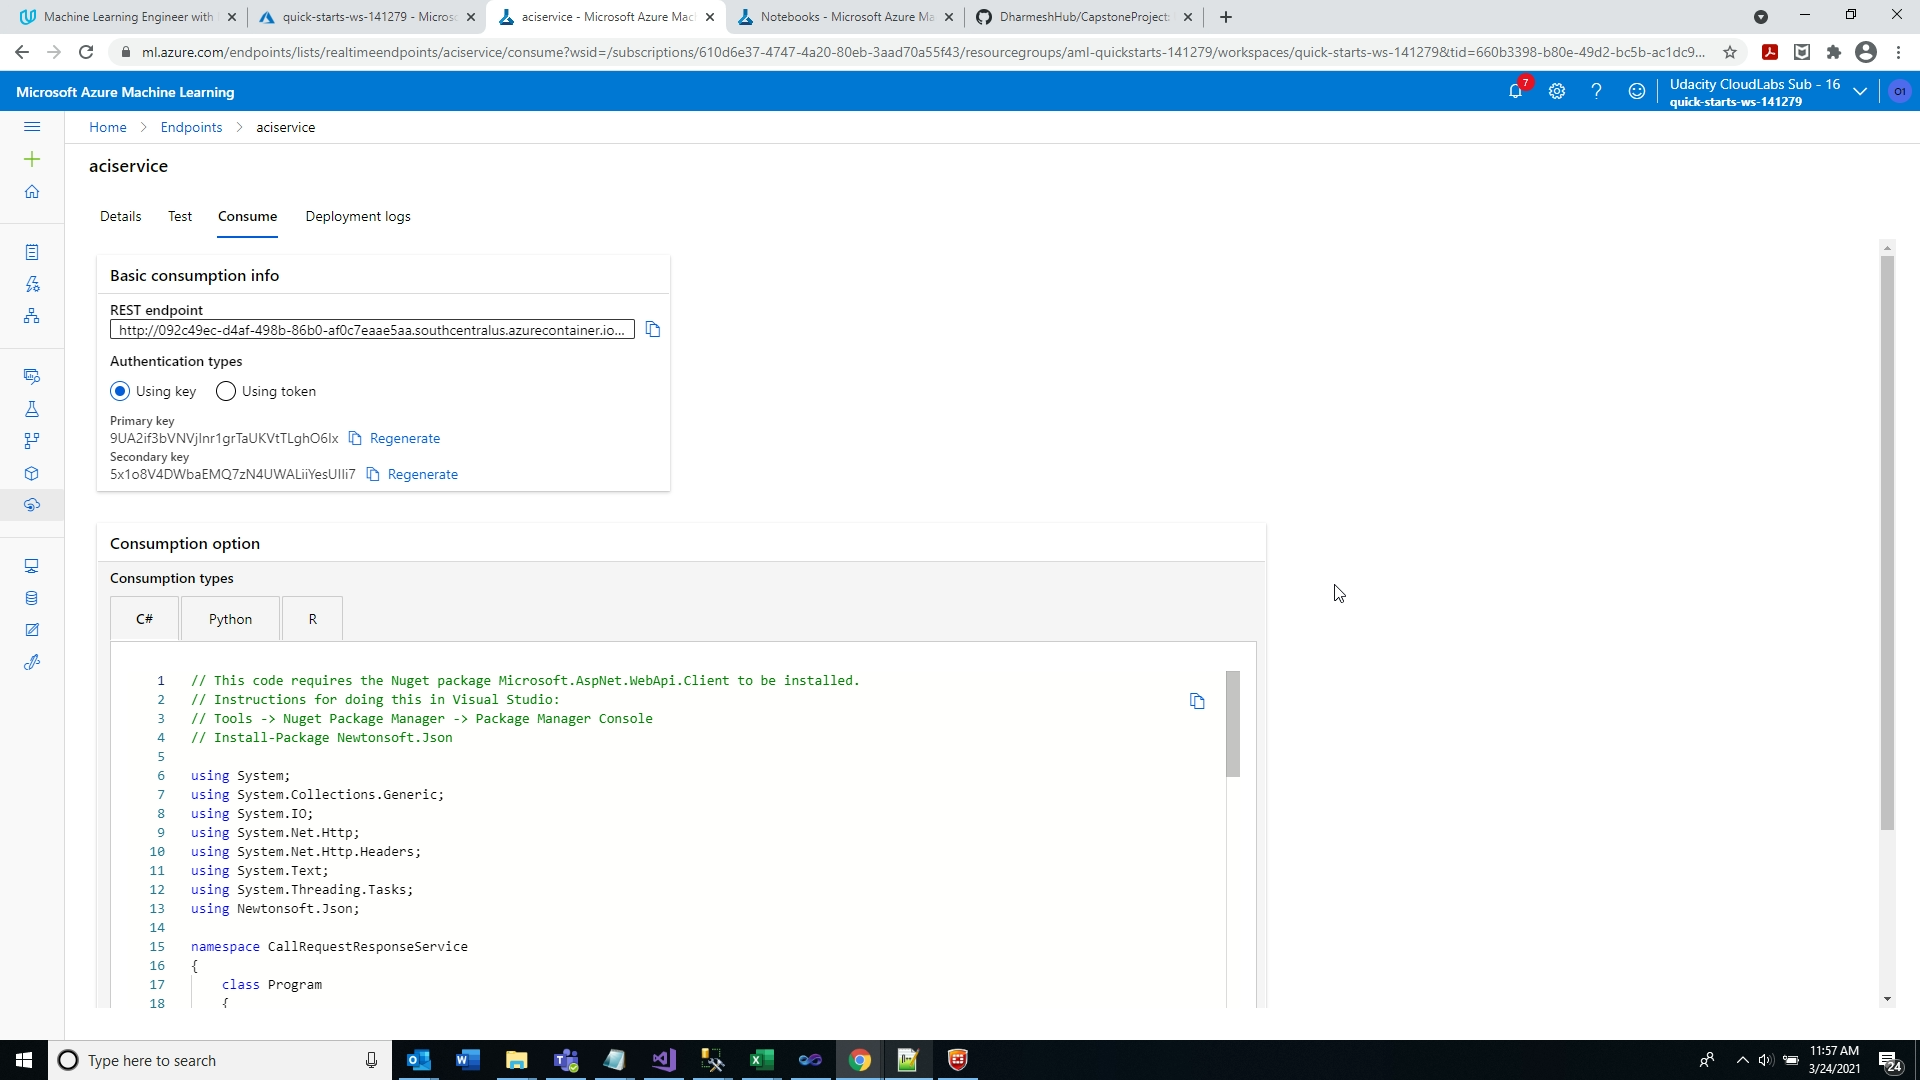 Machine Learning Engineer with
quick-starts-ws-141279 - Microso
aciservice - Microsoft Azure Mac
Notebooks - Microsoft Azure Ma
DharmeshHub/CapstoneProject:
ml.azure.com/endpoints/lists/realtimeendpoints/aciservice/consume?wsid=/subscriptions/610d6e37-4747-4a20-80eb-3aad70a55f43/resourcegroups/aml-quickstarts-141279/workspaces/quick-starts-ws-141279&tid=660b3398-b80e-49d2-bc5b-ac1dc9...
Microsoft Azure Machine Learning
7
Udacity CloudLabs Sub - 16
quick-starts-ws-141279
O1
Home > Endpoints > aciservice
aciservice
Details Test Consume Deployment logs
Basic consumption info
REST endpoint
http://092c49ec-d4af-498b-86b0-af0c7eaae5aa.southcentralus.azurecontainer.io...
Authentication types
Using key Using token
Primary key
9UA2if3bVNVjInr1grTaUKVtTLghO6Ix Regenerate
Secondary key
5x1o8V4DWbaEMQ7zN4UWALiiYesUIIi7 Regenerate
Consumption option
Consumption types
C# Python R
1 // This code requires the Nuget package Microsoft.AspNet.WebApi.Client to be installed.
2 // Instructions for doing this in Visual Studio:
3 // Tools -> Nuget Package Manager -> Package Manager Console
4 // Install-Package Newtonsoft.Json
5
6 using System;
7 using System.Collections.Generic;
8 using System.IO;
9 using System.Net.Http;
10 using System.Net.Http.Headers;
11 using System.Text;
12 using System.Threading.Tasks;
13 using Newtonsoft.Json;
14
15 namespace CallRequestResponseService
16 {
17 class Program
18 {
Type here to search
11:57 AM
3/24/2021
24